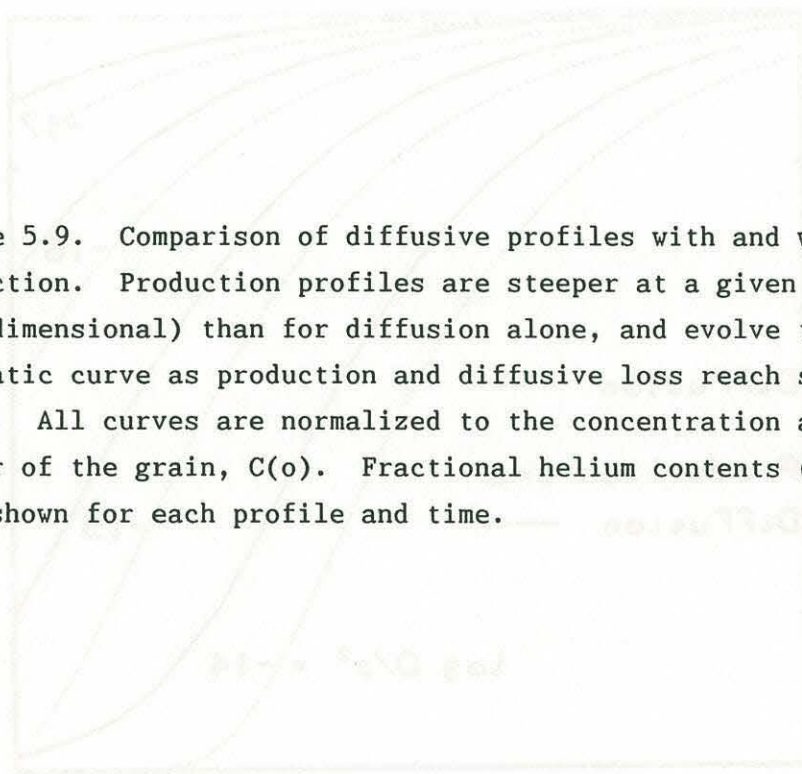 e 5.9. Comparison of diffusive profiles with and
ction. Production profiles are steeper at a given
dimensional) than for diffusion alone, and evolve
atic curve as production and diffusive loss reach
All curves are normalized to the concentration
r of the grain, C(o). Fractional helium contents
shown for each profile and time.